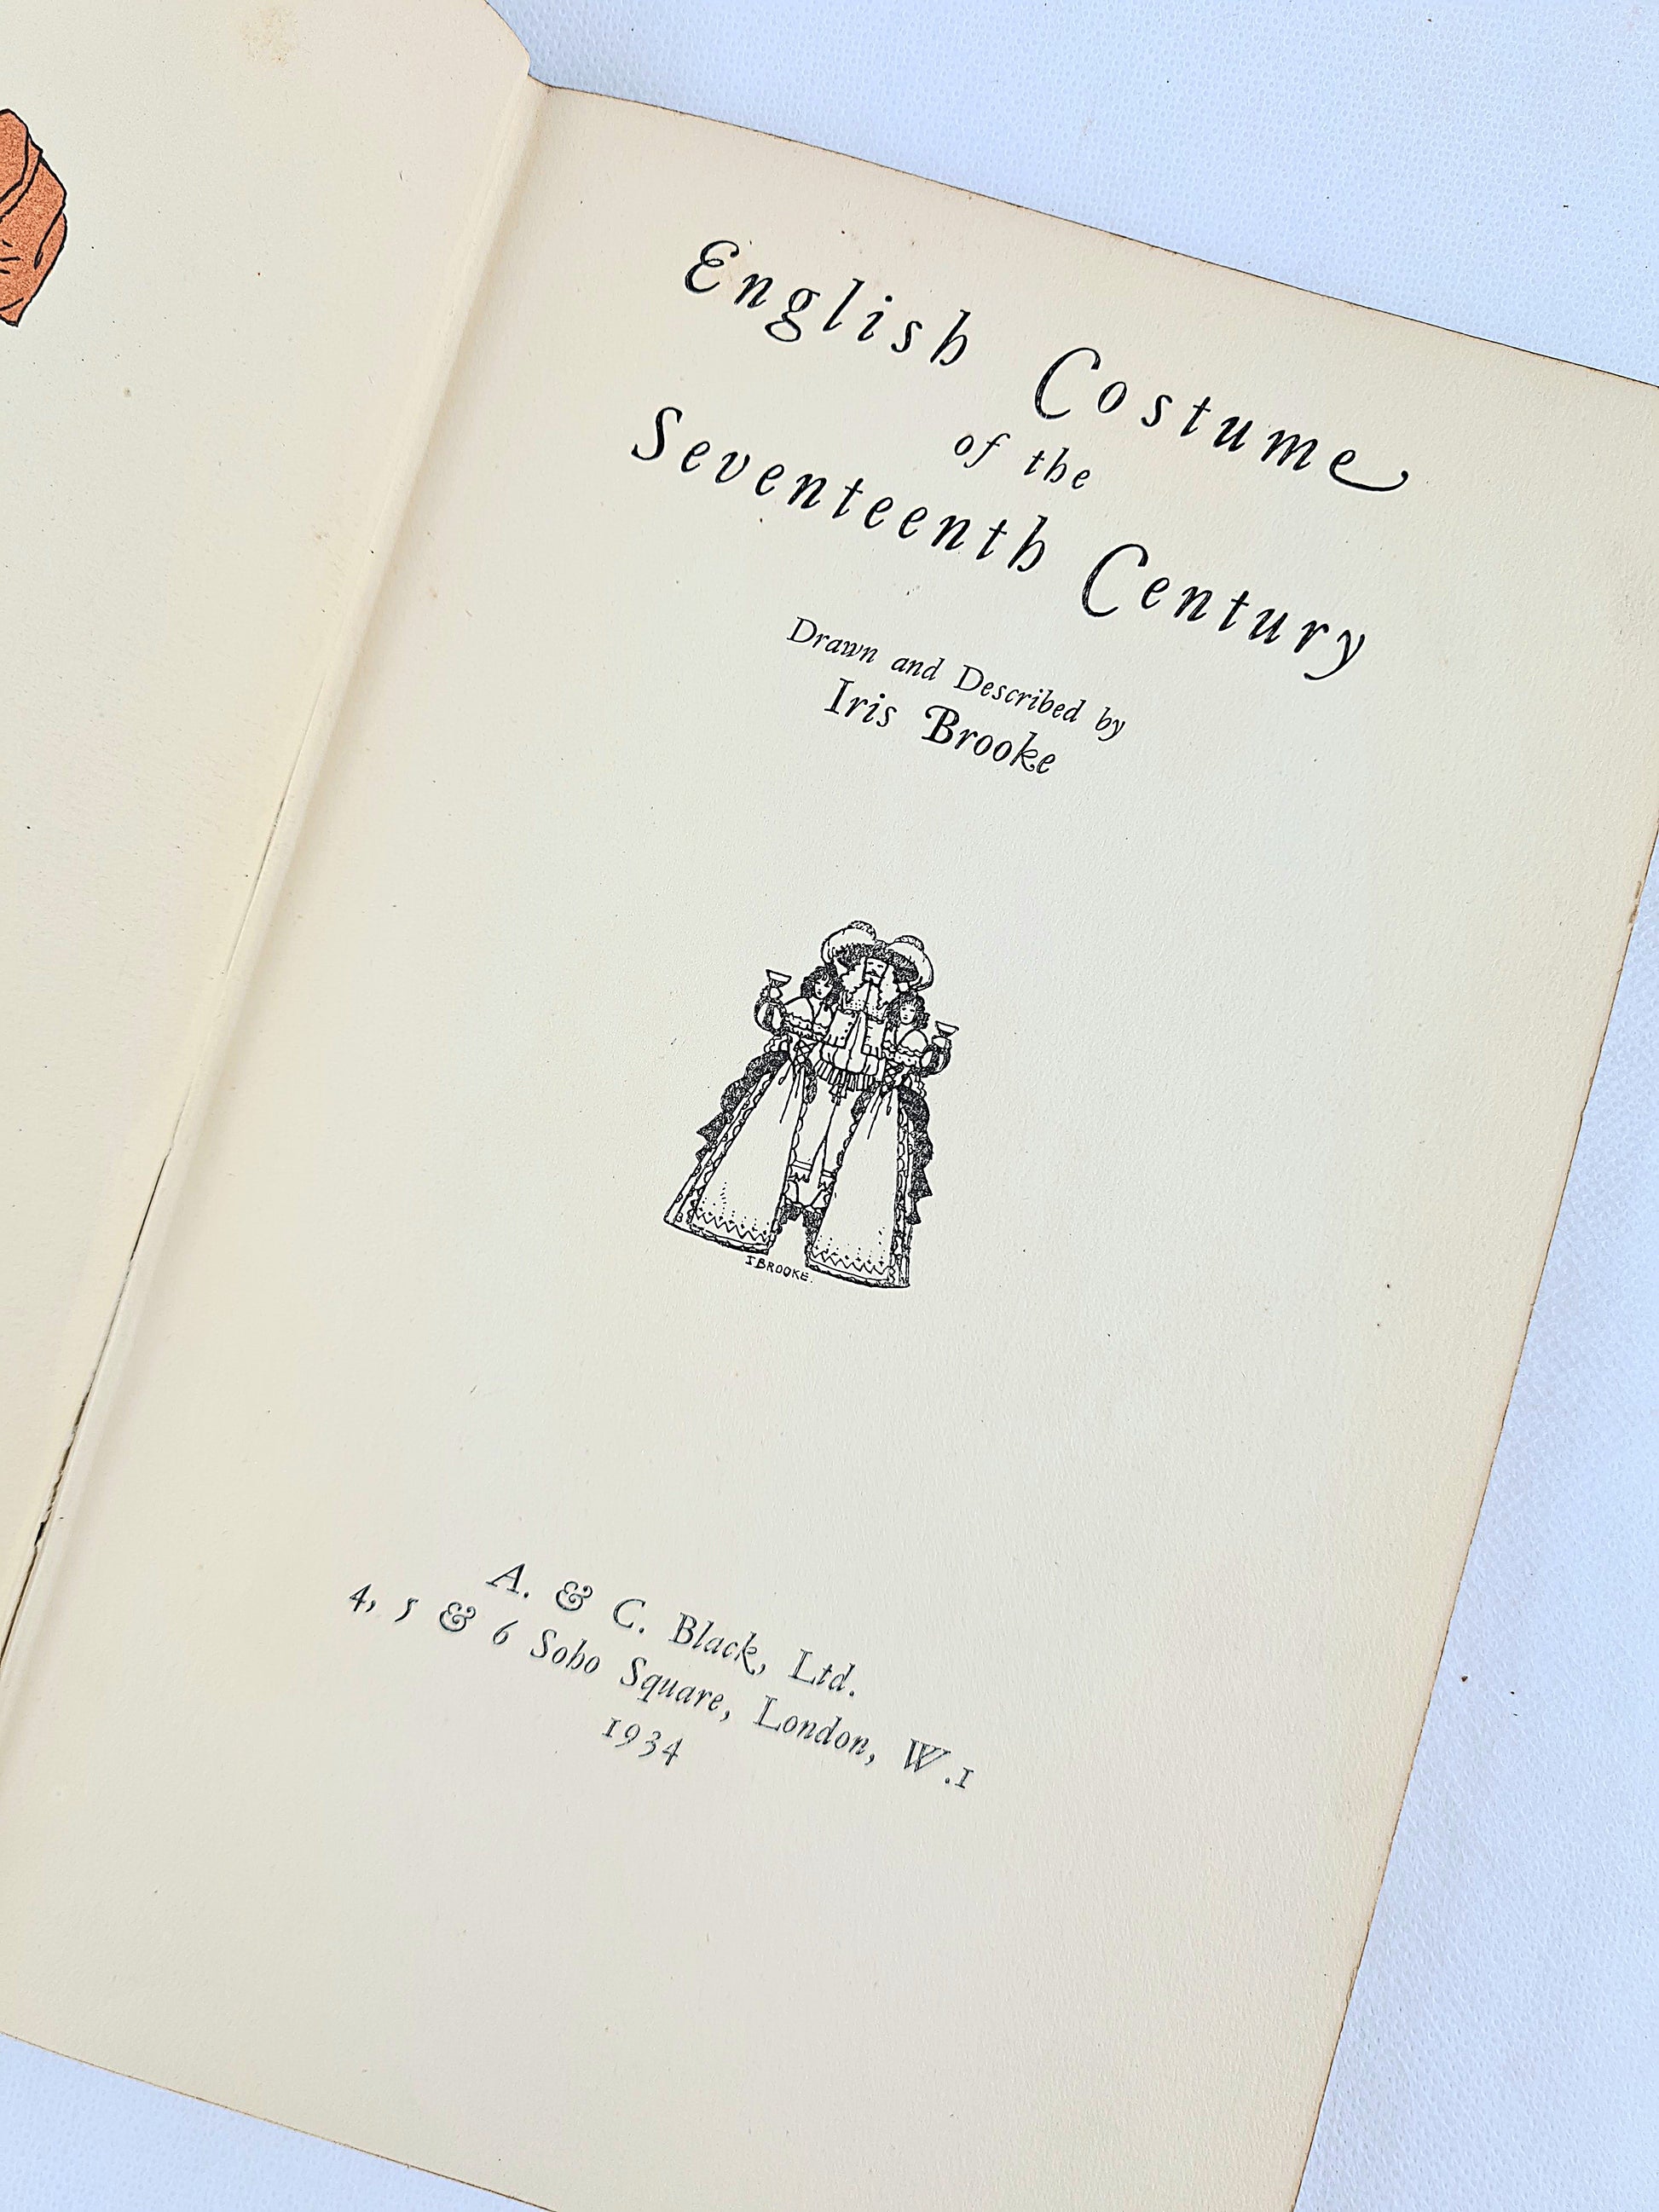 English Costume
of the
Seventeenth Century
Drawn and Described by
Iris Brooke
I BROOKE.
A. & C. Black, Ltd.
4, 5 & 6 Soho Square, London, W.1
1934